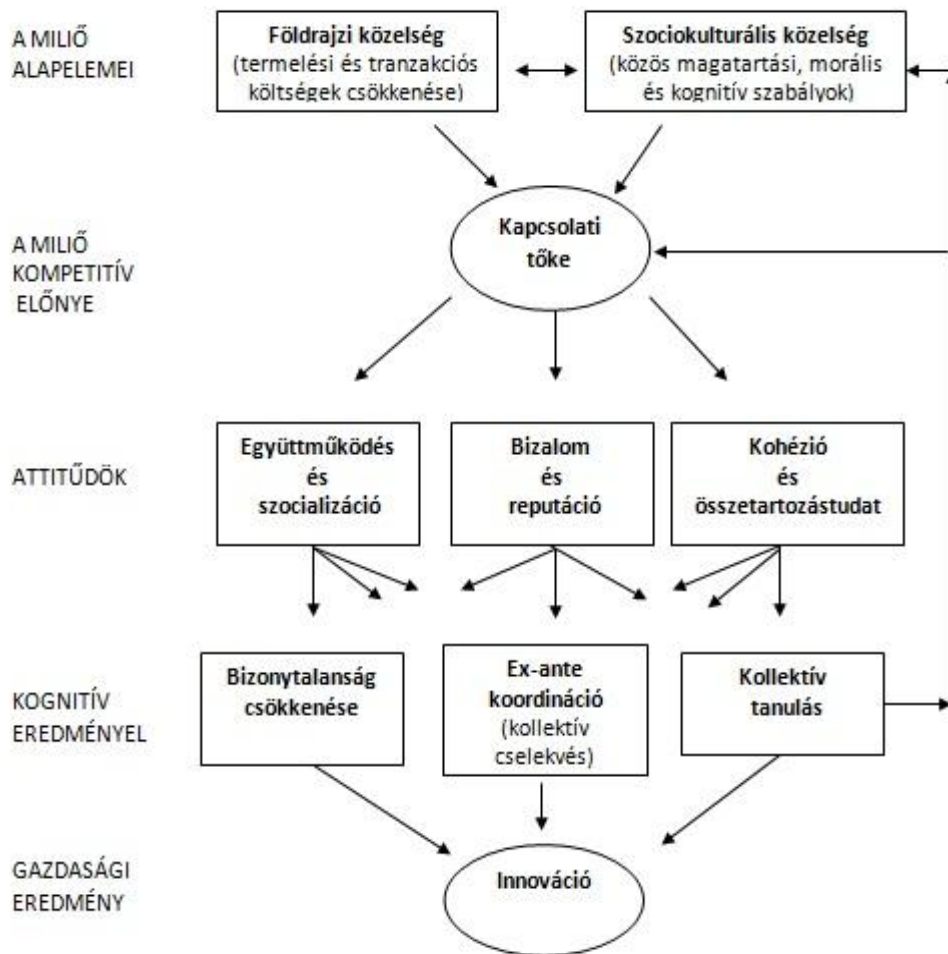 A MILIŐ
ALAPELEMEI
Földrajzi közelség
(termelési és tranzakciós
költségek csökkenése)
Szociokulturális közelség
(közös magatartási, morális
és kognitív szabályok)
A MILIŐ
KOMPETITÍV
ELŐNYE
Kapcsolati
tőke
ATTITŰDÖK
Együttműködés
és
szocializáció
Bizalom
és
reputáció
Kohézió
és
összetartozástudat
KOGNITÍV
EREDMÉNYEL
Bizonytalanság
csökkenése
Ex-ante
koordináció
(kollektív
cselekvés)
Kollektív
tanulás
GAZDASÁGI
EREDMÉNY
Innováció